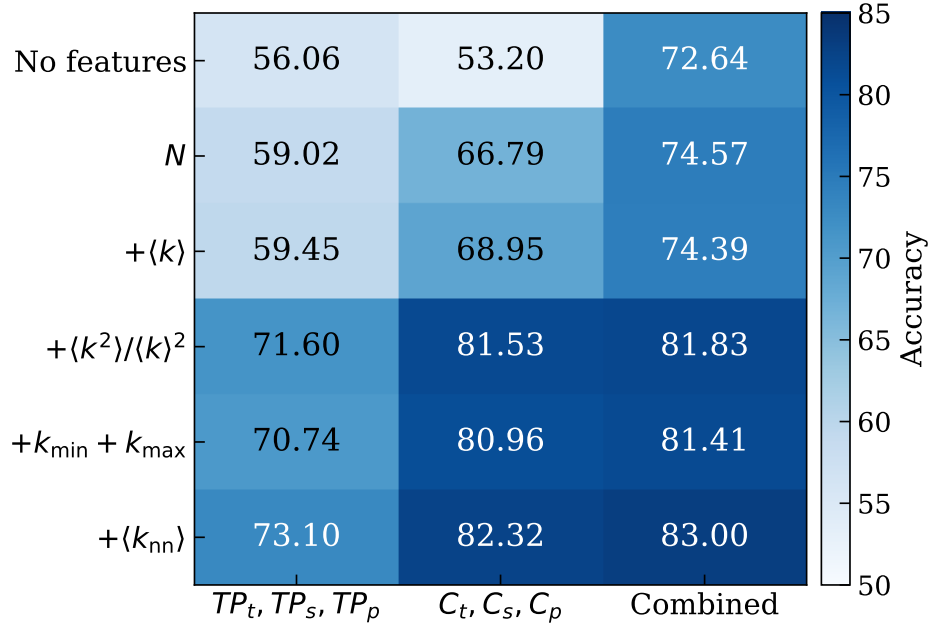 No features 56.06 53.20 72.64
N 59.02 66.79 74.57
+⟨k⟩ 59.45 68.95 74.39
+⟨k²⟩/⟨k⟩² 71.60 81.53 81.83
+k_min + k_max 70.74 80.96 81.41
+⟨k_nn⟩ 73.10 82.32 83.00
TP_t, TP_s, TP_p C_t, C_s, C_p Combined
85
80
75
70
65
60
55
50
Accuracy